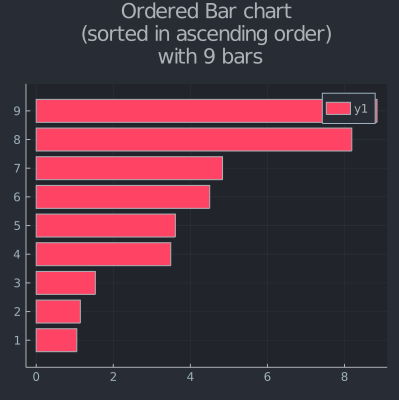 Ordered Bar chart
(sorted in ascending order)
with 9 bars
y1
9
8
7
6
5
4
3
2
1
0 2 4 6 8